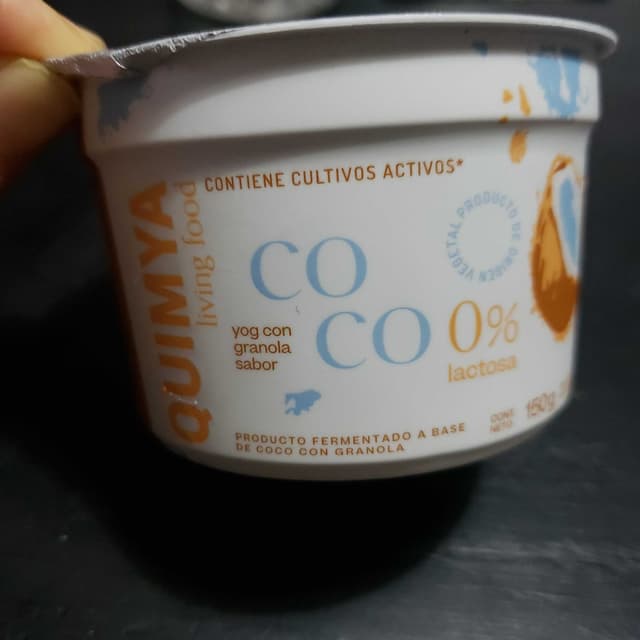 QUIMYA
living food
CONTIENE CULTIVOS ACTIVOS*
PRODUCTO DE ORIGEN VEGETAL
CO
CO
yog con
granola
sabor
0%
lactosa
PRODUCTO FERMENTADO A BASE
DE COCO CON GRANOLA
CONT.
NETO
150g